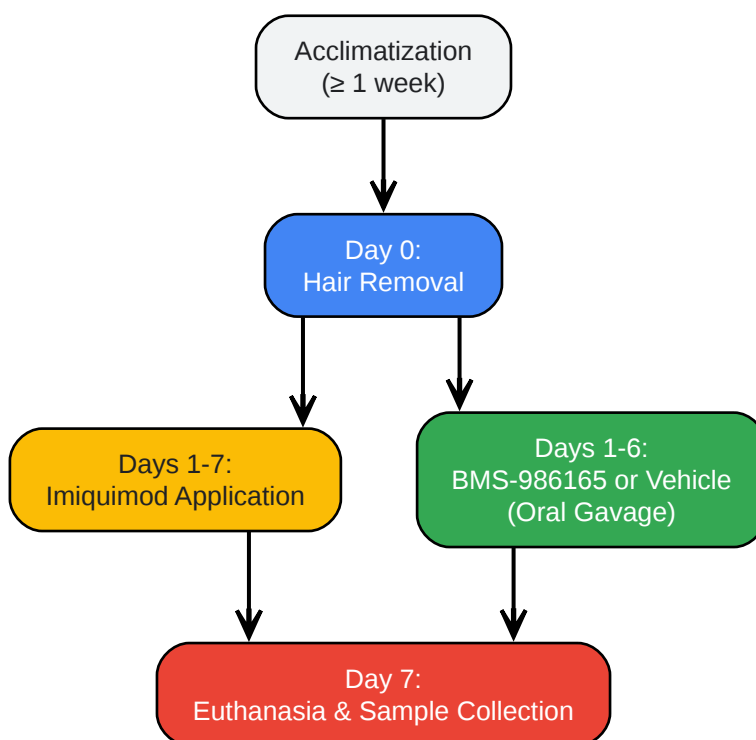 Acclimatization
(≥ 1 week)
Day 0:
Hair Removal
Days 1-7:
Imiquimod Application
Days 1-6:
BMS-986165 or Vehicle
(Oral Gavage)
Day 7:
Euthanasia & Sample Collection